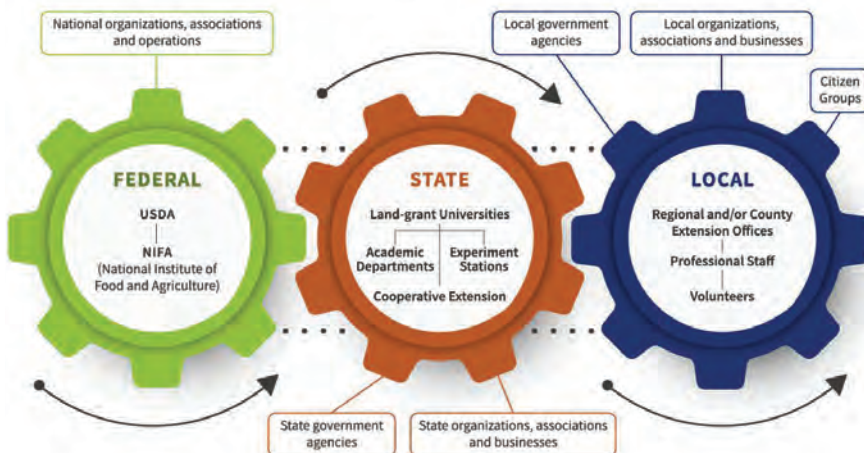 National organizations, associations
and operations
Local government
agencies
Local organizations,
associations and businesses
Citizen
Groups
FEDERAL
USDA
NIFA
(National Institute of
Food and Agriculture)
STATE
Land-grant Universities
Academic
Departments
Experiment
Stations
Cooperative Extension
LOCAL
Regional and/or County
Extension Offices
Professional Staff
Volunteers
State government
agencies
State organizations, associations
and businesses